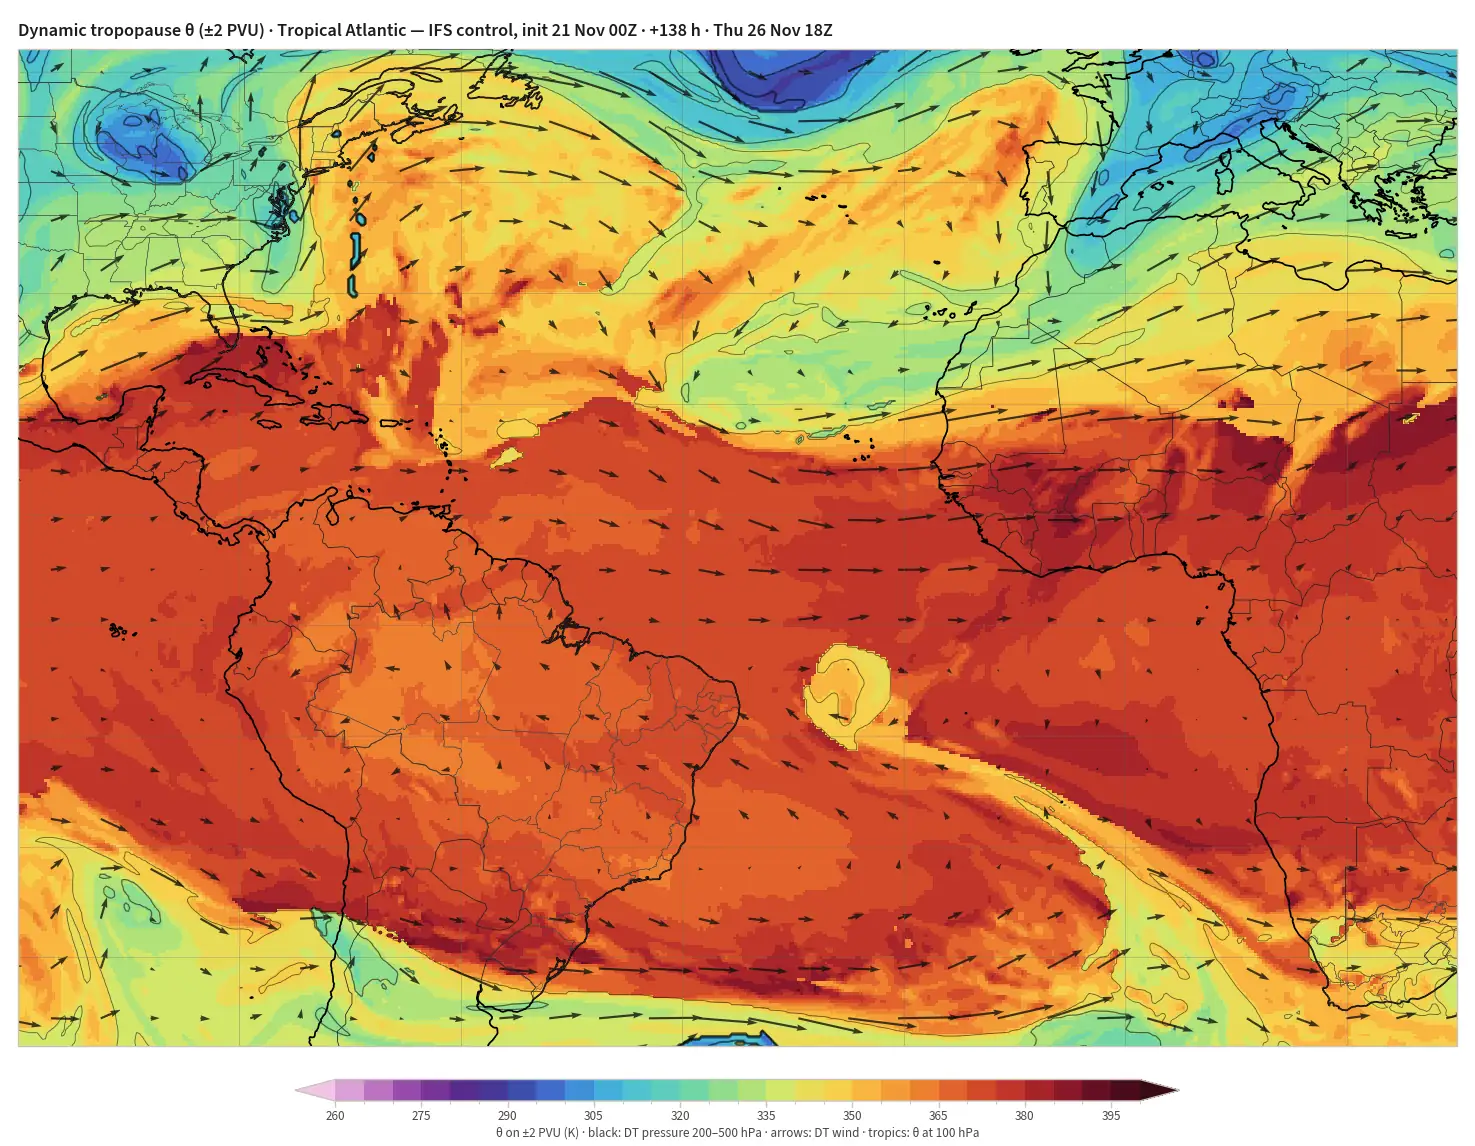 Dynamic tropopause θ (±2 PVU) · Tropical Atlantic — IFS control, init 21 Nov 00Z · +138 h · Thu 26 Nov 18Z
260 275 290 305 320 335 350 365 380 395
θ on ±2 PVU (K) · black: DT pressure 200–500 hPa · arrows: DT wind · tropics: θ at 100 hPa